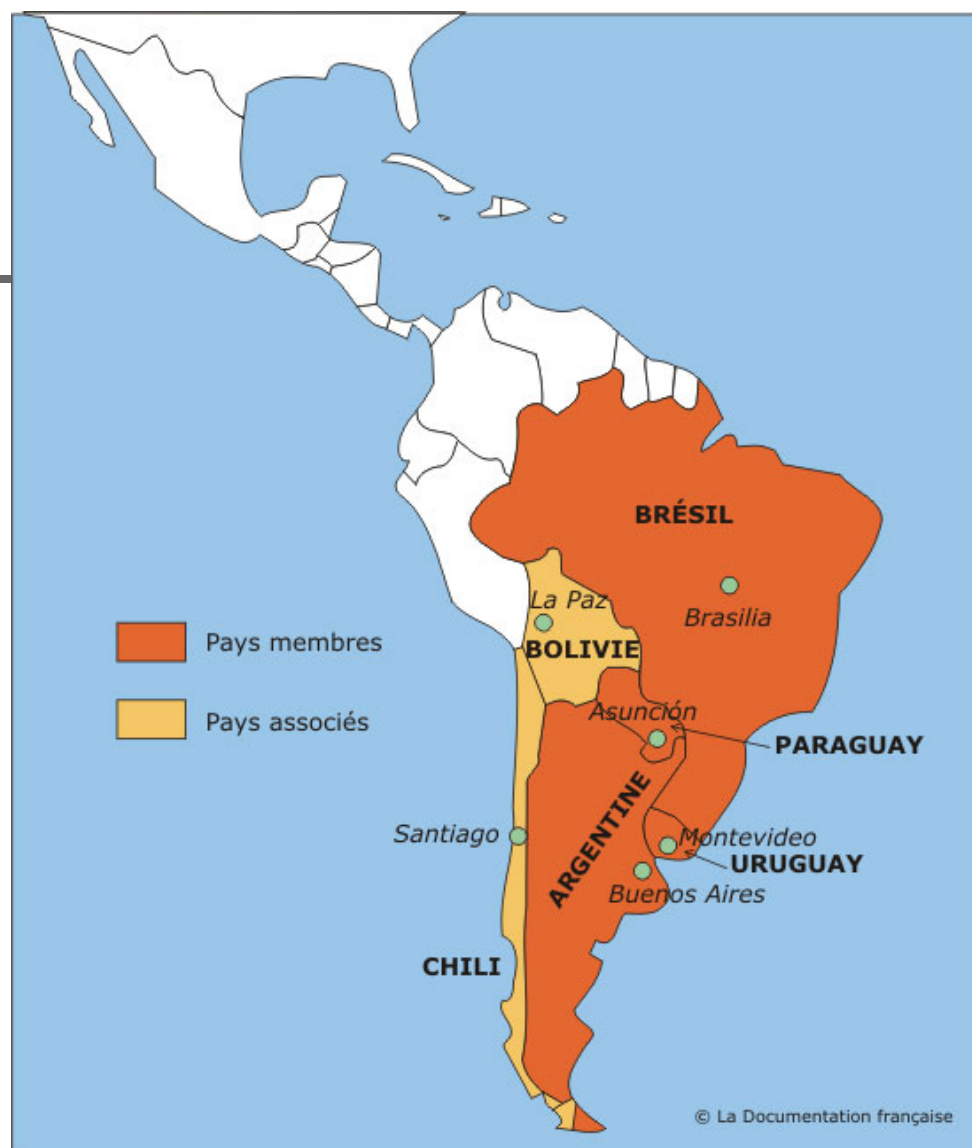 BRÉSIL
Brasilia
La Paz
BOLIVIE
Pays membres
Pays associés
Asunción
PARAGUAY
ARGENTINE
Santiago
Montevideo
URUGUAY
Buenos Aires
CHILI
© La Documentation française